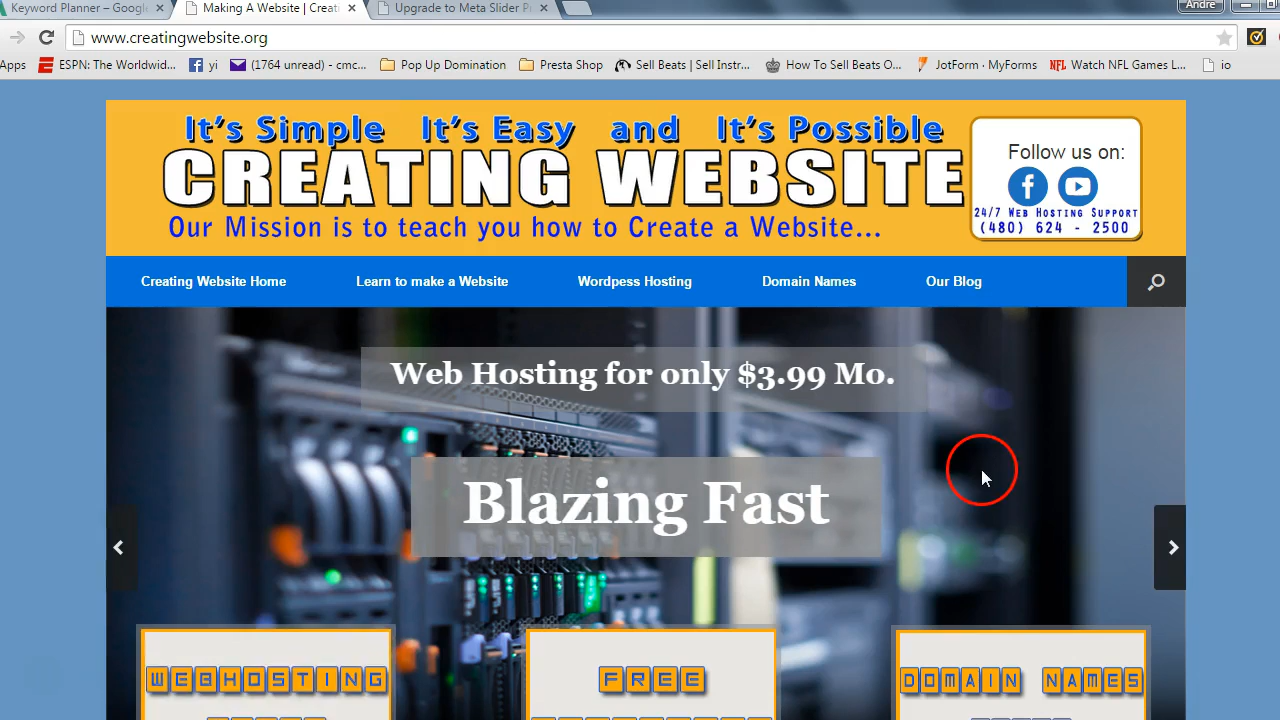 Keyword Planner – Google
Making A Website | Creati
Upgrade to Meta Slider P
Andre
www.creatingwebsite.org
Apps
ESPN: The Worldwid...
yi
(1764 unread) - cmc...
Pop Up Domination
Presta Shop
Sell Beats | Sell Instr...
How To Sell Beats O...
JotForm · MyForms
NFL Watch NFL Games L...
io
It's Simple It's Easy and It's Possible
CREATING WEBSITE
Our Mission is to teach you how to Create a Website...
Follow us on:
24/7 Web Hosting Support
(480) 624 - 2500
Creating Website Home
Learn to make a Website
Wordpess Hosting
Domain Names
Our Blog
Web Hosting for only $3.99 Mo.
Blazing Fast
WEBHOSTING
FREE
DOMAIN NAMES